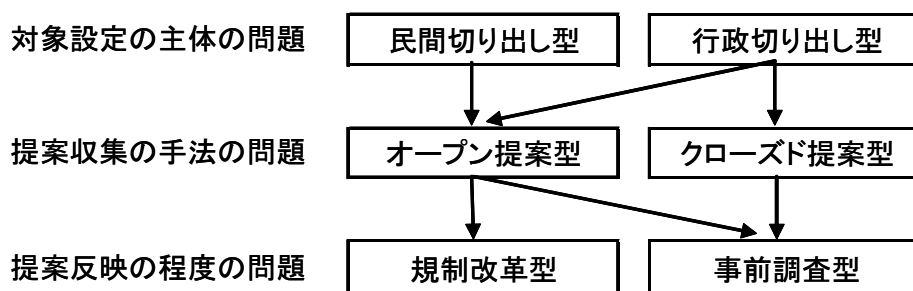 対象設定の主体の問題 民間切り出し型 行政切り出し型
提案収集の手法の問題 オープン提案型 クローズド提案型
提案反映の程度の問題 規制改革型 事前調査型